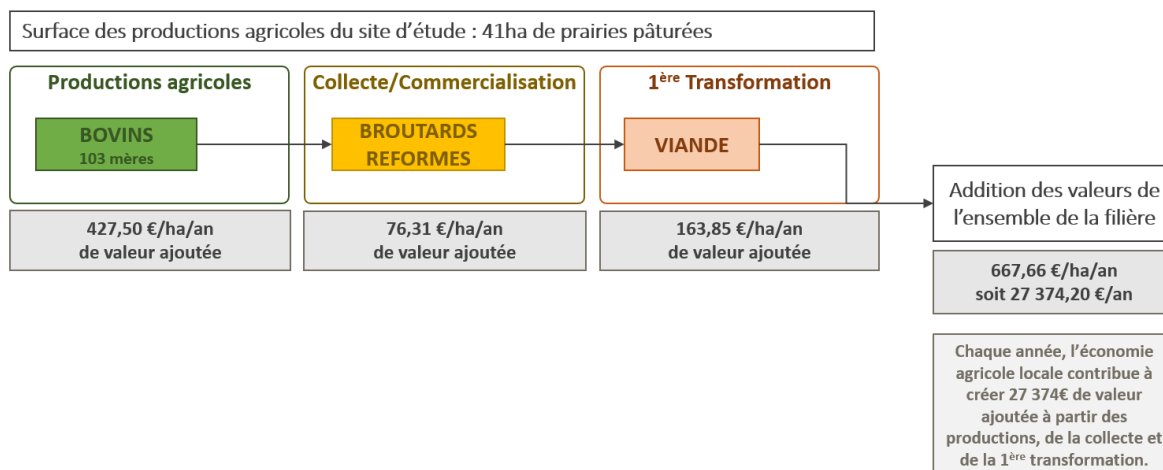 Surface des productions agricoles du site d'étude : 41ha de prairies pâturées
Productions agricoles
BOVINS
103 mères
427,50 €/ha/an
de valeur ajoutée
Collecte/Commercialisation
BROUTARDS
REFORMES
76,31 €/ha/an
de valeur ajoutée
1ère Transformation
VIANDE
163,85 €/ha/an
de valeur ajoutée
Addition des valeurs de
l'ensemble de la filière
667,66 €/ha/an
soit 27 374,20 €/an
Chaque année, l'économie
agricole locale contribue à
créer 27 374€ de valeur
ajoutée à partir des
productions, de la collecte et
de la 1ère transformation.